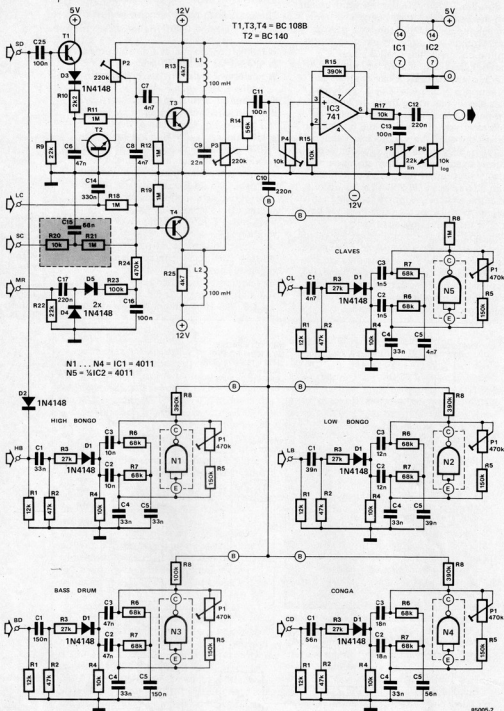 5V
12V
T1,T3,T4 = BC 108B
T2 = BC 140
14
14
IC1
IC2
7
7
0
SD
C25
100n
T1
D3
1N4148
R10
2k2
P2
220k
R13
4k7
L1
100 mH
C7
4n7
T3
R11
1M
T2
R9
22k
C6
47n
C8
4n7
R12
1M
C9
22n
P3
220k
R14
56k
C11
100n
R15
390k
3
7
IC3
741
6
2
4
R17
10k
C12
220n
C13
100n
P4
10k
R15
10k
P5
22k
lin
P6
10k
log
12V
C10
220n
B
LC
C14
330n
R18
1M
R19
1M
T4
SC
C15
68n
R20
10k
R21
1M
R24
470k
R25
4k7
L2
100 mH
12V
MR
C17
220n
D5
R23
100k
R22
22k
D4
2x
1N4148
C16
100n
N1 ... N4 = IC1 = 4011
N5 = ¼IC2 = 4011
D2
1N4148
CLAVES
B
R8
1M
CL
C1
4n7
R3
27k
D1
1N4148
C3
1n5
R6
68k
C2
1n5
R7
68k
C
N5
E
P1
470k
R5
150k
R1
12k
R2
47k
R4
10k
C4
33n
C5
4n7
HIGH BONGO
B
R8
390k
HB
C1
33n
R3
27k
D1
1N4148
C3
10n
R6
68k
C2
10n
R7
68k
C
N1
E
P1
470k
R5
150k
R1
12k
R2
47k
R4
10k
C4
33n
C5
33n
LOW BONGO
B
R8
390k
LB
C1
39n
R3
27k
D1
1N4148
C3
12n
R6
68k
C2
12n
R7
68k
C
N2
E
P1
470k
R5
150k
R1
12k
R2
47k
R4
10k
C4
33n
C5
39n
BASS DRUM
B
R8
100k
BD
C1
150n
R3
27k
D1
1N4148
C3
47n
R6
68k
C2
47n
R7
68k
C
N3
E
P1
470k
R5
150k
R1
12k
R2
47k
R4
10k
C4
33n
C5
150n
CONGA
B
R8
390k
CD
C1
56n
R3
27k
D1
1N4148
C3
18n
R6
68k
C2
18n
R7
68k
C
N4
E
P1
470k
R5
150k
R1
12k
R2
47k
R4
10k
C4
33n
C5
56n